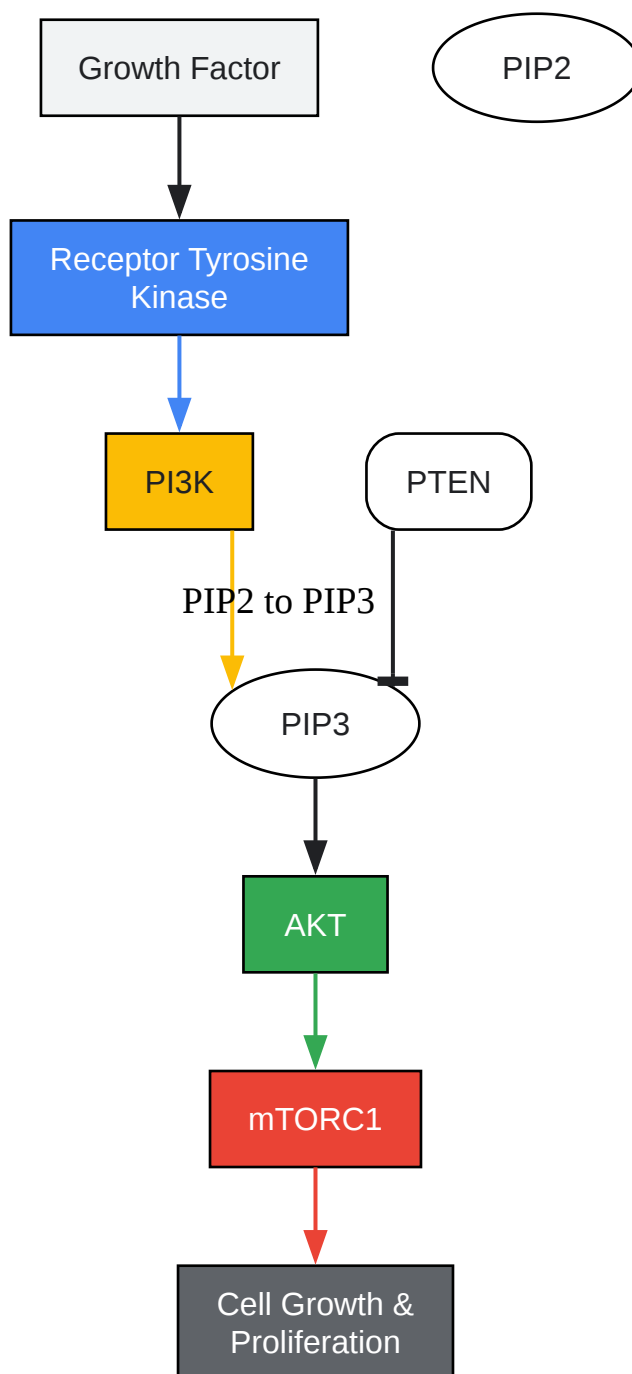 Growth Factor
PIP2
Receptor Tyrosine
Kinase
PI3K
PTEN
PIP2 to PIP3
PIP3
AKT
mTORC1
Cell Growth &
Proliferation